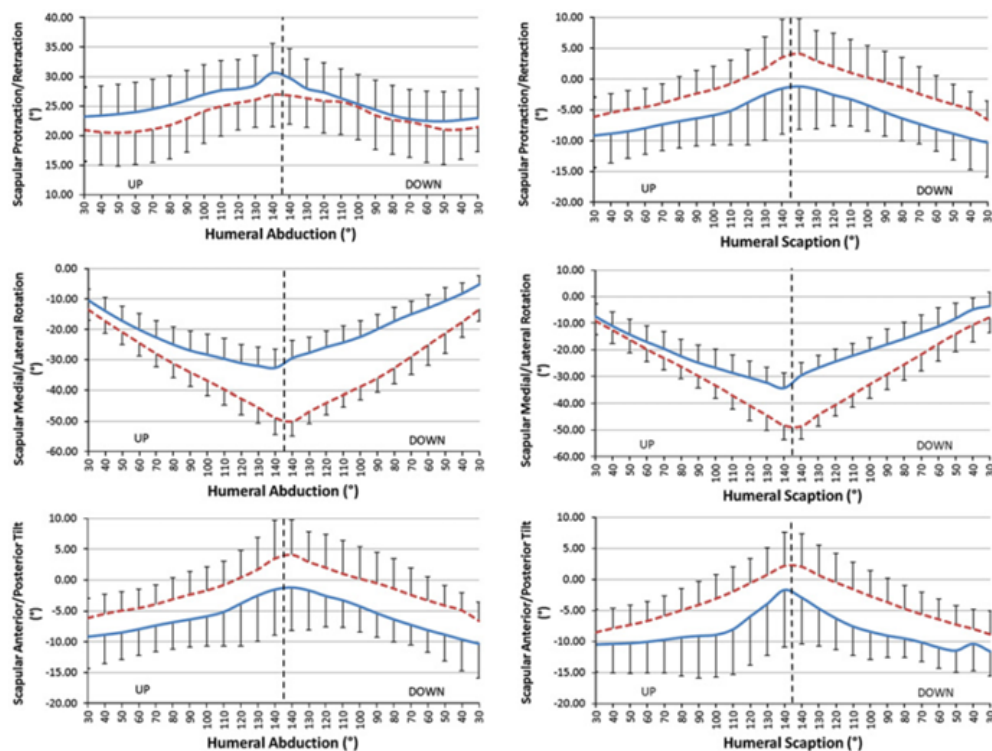 Scapular Protraction/Retraction
(°)
40.00
35.00
30.00
25.00
20.00
15.00
10.00
UP
DOWN
30 40 50 60 70 80 90 100 110 120 130 140 140 130 120 110 100 90 80 70 60 50 40 30
Humeral Abduction (°)
Scapular Protraction/Retraction
(°)
10.00
5.00
0.00
-5.00
-10.00
-15.00
-20.00
UP
DOWN
30 40 50 60 70 80 90 100 110 120 130 140 140 130 120 110 100 90 80 70 60 50 40 30
Humeral Scaption (°)
Scapular Medial/Lateral Rotation
(°)
0.00
-10.00
-20.00
-30.00
-40.00
-50.00
-60.00
UP
DOWN
30 40 50 60 70 80 90 100 110 120 130 140 140 130 120 110 100 90 80 70 60 50 40 30
Humeral Abduction (°)
Scapular Medial/Lateral Rotation
(°)
10.00
0.00
-10.00
-20.00
-30.00
-40.00
-50.00
-60.00
UP
DOWN
30 40 50 60 70 80 90 100 110 120 130 140 140 130 120 110 100 90 80 70 60 50 40 30
Humeral Scaption (°)
Scapular Anterior/Posterior Tilt
(°)
10.00
5.00
0.00
-5.00
-10.00
-15.00
-20.00
UP
DOWN
30 40 50 60 70 80 90 100 110 120 130 140 140 130 120 110 100 90 80 70 60 50 40 30
Humeral Abduction (°)
Scapular Anterior/Posterior Tilt
(°)
10.00
5.00
0.00
-5.00
-10.00
-15.00
-20.00
UP
DOWN
30 40 50 60 70 80 90 100 110 120 130 140 140 130 120 110 100 90 80 70 60 50 40 30
Humeral Scaption (°)